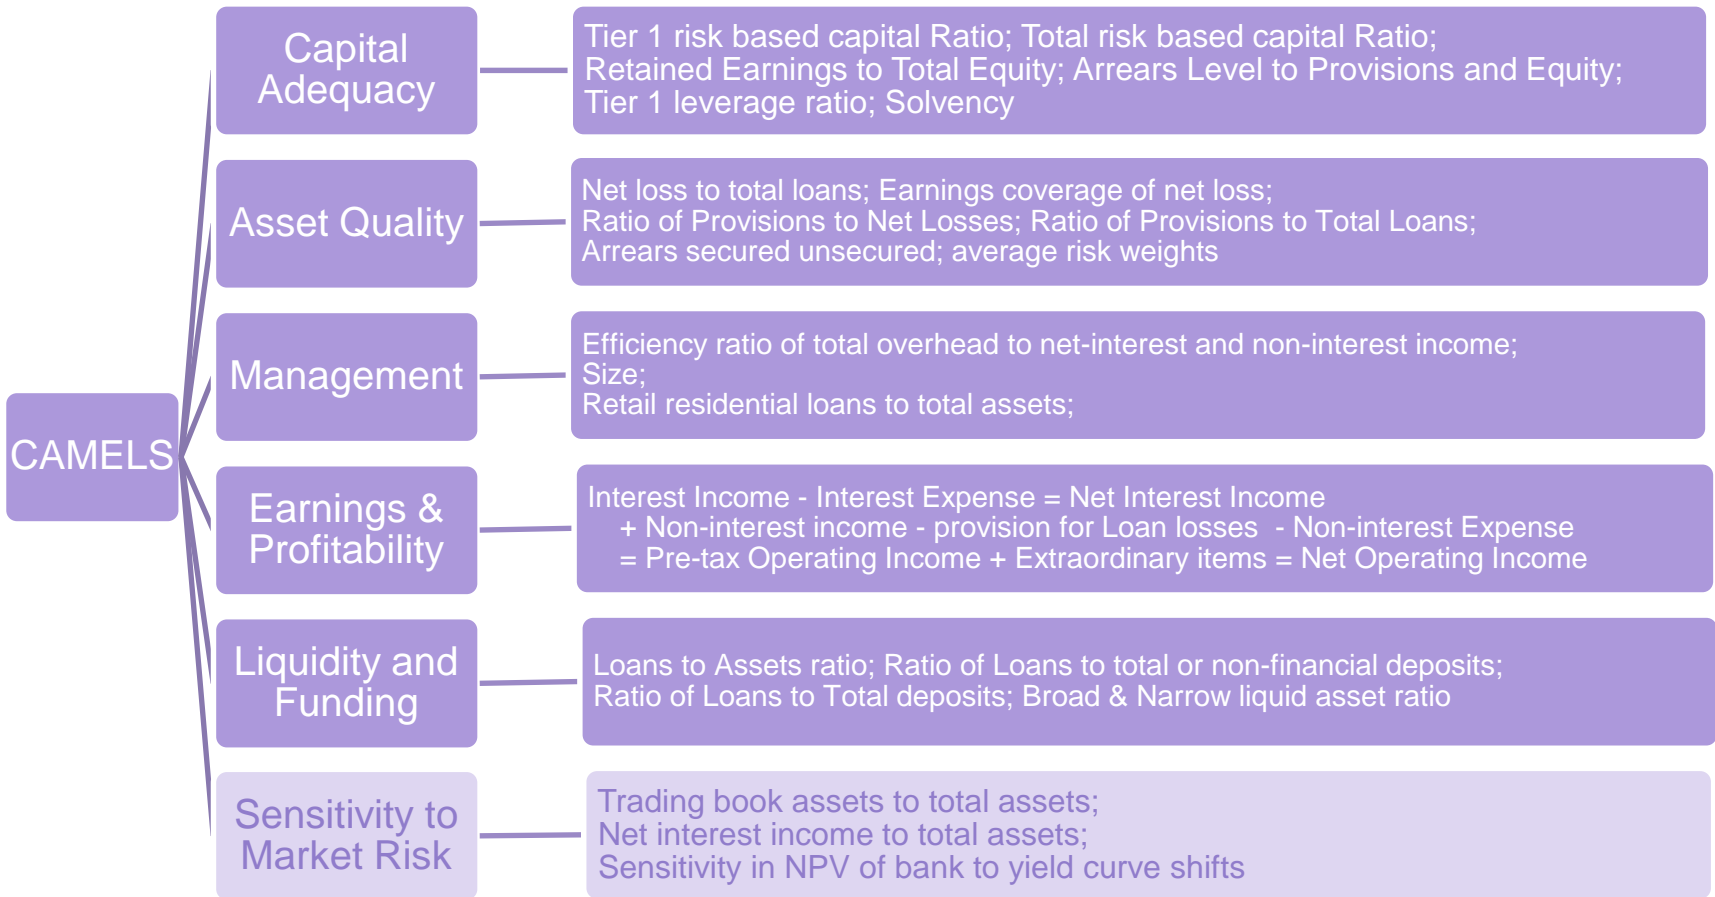 CAMELS
Capital
Adequacy
Tier 1 risk based capital Ratio; Total risk based capital Ratio;
Retained Earnings to Total Equity; Arrears Level to Provisions and Equity;
Tier 1 leverage ratio; Solvency
Asset Quality
Net loss to total loans; Earnings coverage of net loss;
Ratio of Provisions to Net Losses; Ratio of Provisions to Total Loans;
Arrears secured unsecured; average risk weights
Management
Efficiency ratio of total overhead to net-interest and non-interest income;
Size;
Retail residential loans to total assets;
Earnings &
Profitability
Interest Income - Interest Expense = Net Interest Income
+ Non-interest income - provision for Loan losses - Non-interest Expense
= Pre-tax Operating Income + Extraordinary items = Net Operating Income
Liquidity and
Funding
Loans to Assets ratio; Ratio of Loans to total or non-financial deposits;
Ratio of Loans to Total deposits; Broad & Narrow liquid asset ratio
Sensitivity to
Market Risk
Trading book assets to total assets;
Net interest income to total assets;
Sensitivity in NPV of bank to yield curve shifts